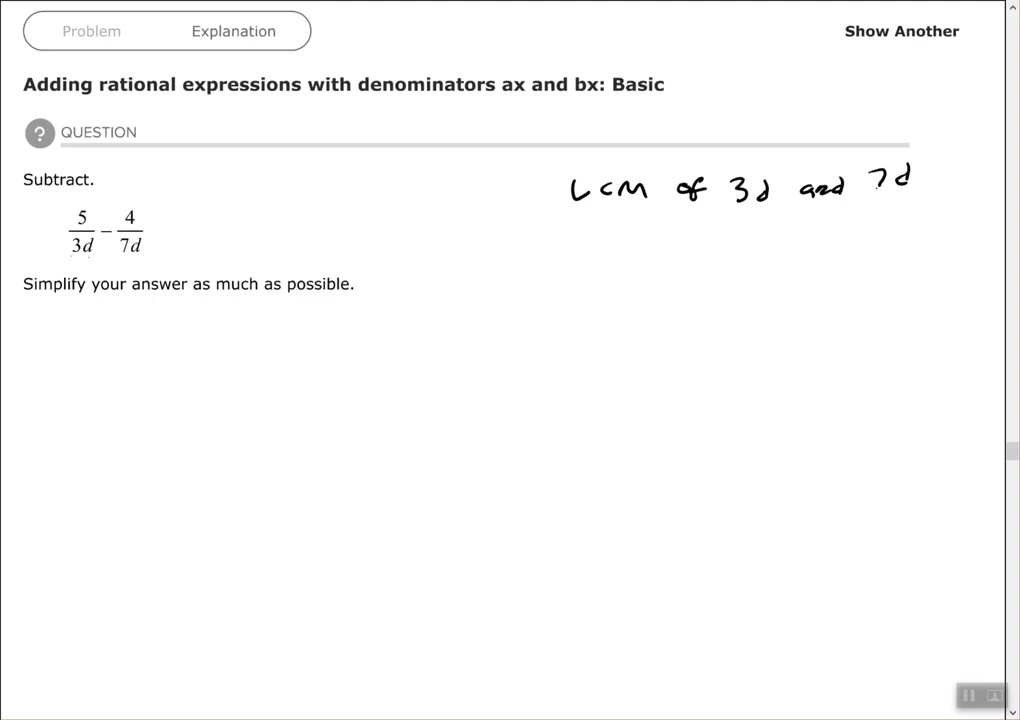 Problem Explanation Show Another
Adding rational expressions with denominators ax and bx: Basic
? QUESTION
Subtract.
LCM of 3d and 7d
5/3d − 4/7d
Simplify your answer as much as possible.